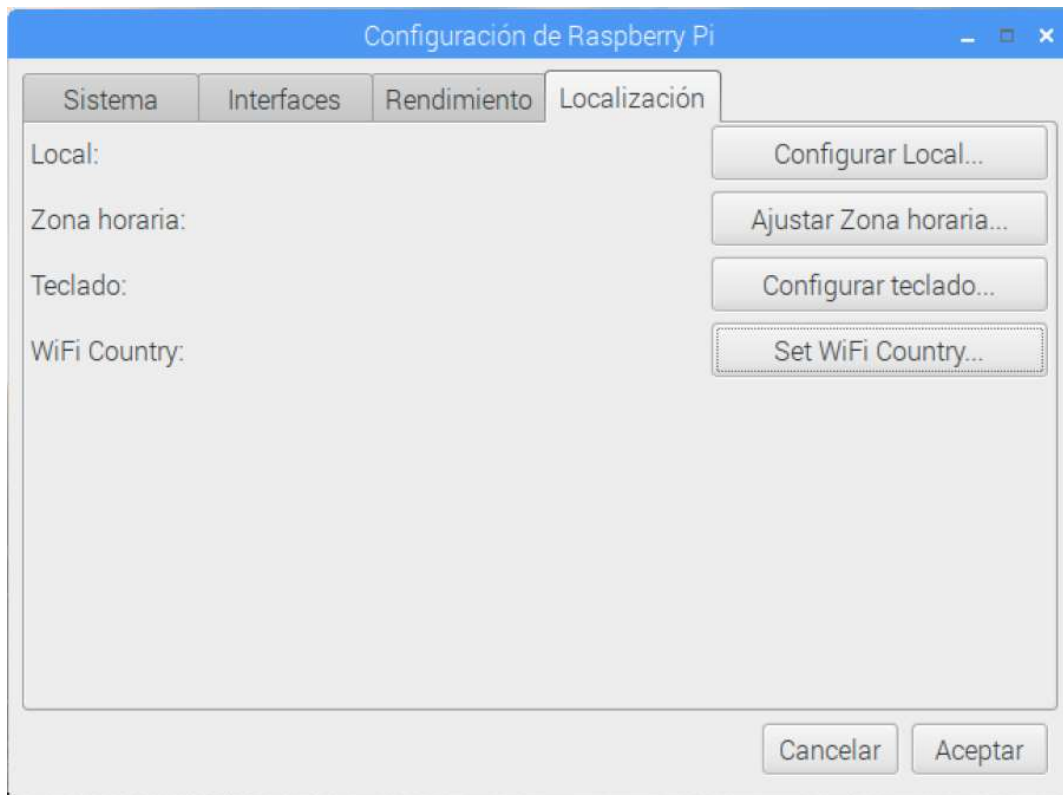 Configuración de Raspberry Pi
Sistema Interfaces Rendimiento Localización
Local: Configurar Local...
Zona horaria: Ajustar Zona horaria...
Teclado: Configurar teclado...
WiFi Country: Set WiFi Country...
Cancelar Aceptar